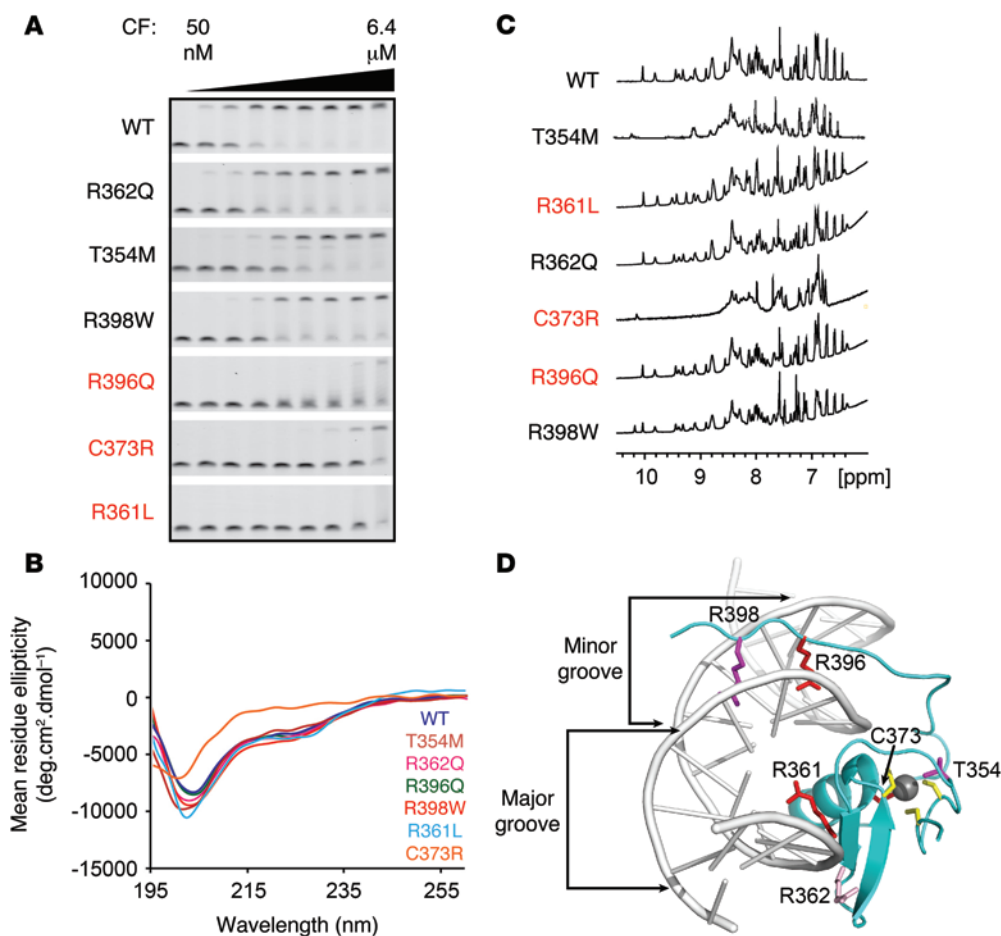 A
CF:
50
nM
6.4
μM
WT
R362Q
T354M
R398W
R396Q
C373R
R361L
B
10000
5000
0
-5000
-10000
-15000
Mean residue ellipticity
(deg.cm².dmol⁻¹)
195
215
235
255
Wavelength (nm)
WT
T354M
R362Q
R396Q
R398W
R361L
C373R
C
WT
T354M
R361L
R362Q
C373R
R396Q
R398W
10
9
8
7
[ppm]
D
R398
Minor
groove
R396
C373
T354
R361
Major
groove
R362